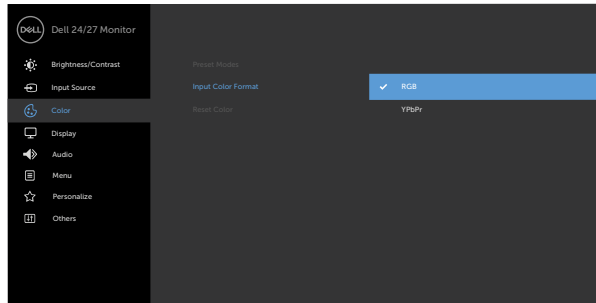 DELL Dell 24/27 Monitor
Brightness/Contrast
Input Source
Color
Display
Audio
Menu
Personalize
Others
Preset Modes
Input Color Format
Reset Color
RGB
YPbPr